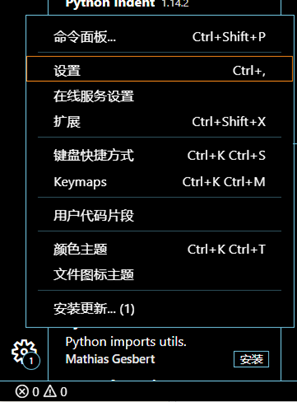 Python Indent 1.14.2
命令面板... Ctrl+Shift+P
设置 Ctrl+,
在线服务设置
扩展 Ctrl+Shift+X
键盘快捷方式 Ctrl+K Ctrl+S
Keymaps Ctrl+K Ctrl+M
用户代码片段
颜色主题 Ctrl+K Ctrl+T
文件图标主题
安装更新... (1)
Python imports utils.
Mathias Gesbert 安装
1
0 0